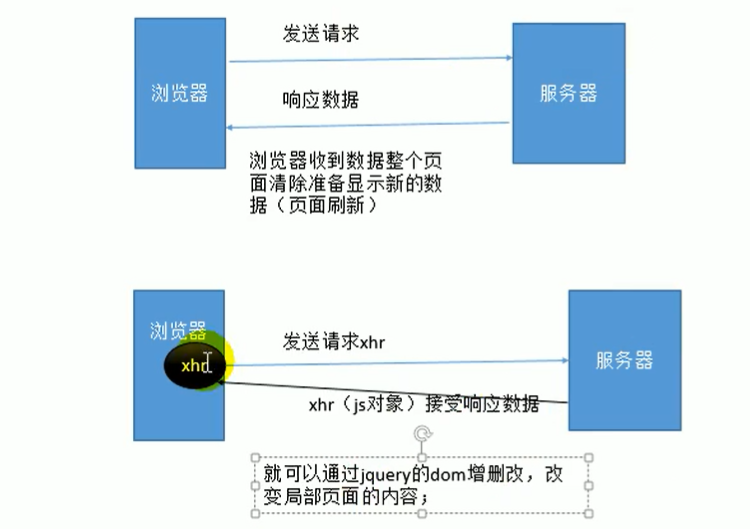 发送请求
浏览器
服务器
响应数据
浏览器收到数据整个页
面清除准备显示新的数
据（页面刷新）
浏览器
发送请求xhr
xhr
服务器
xhr（js对象）接受响应数据
就可以通过jquery的dom增删改，改
变局部页面的内容；